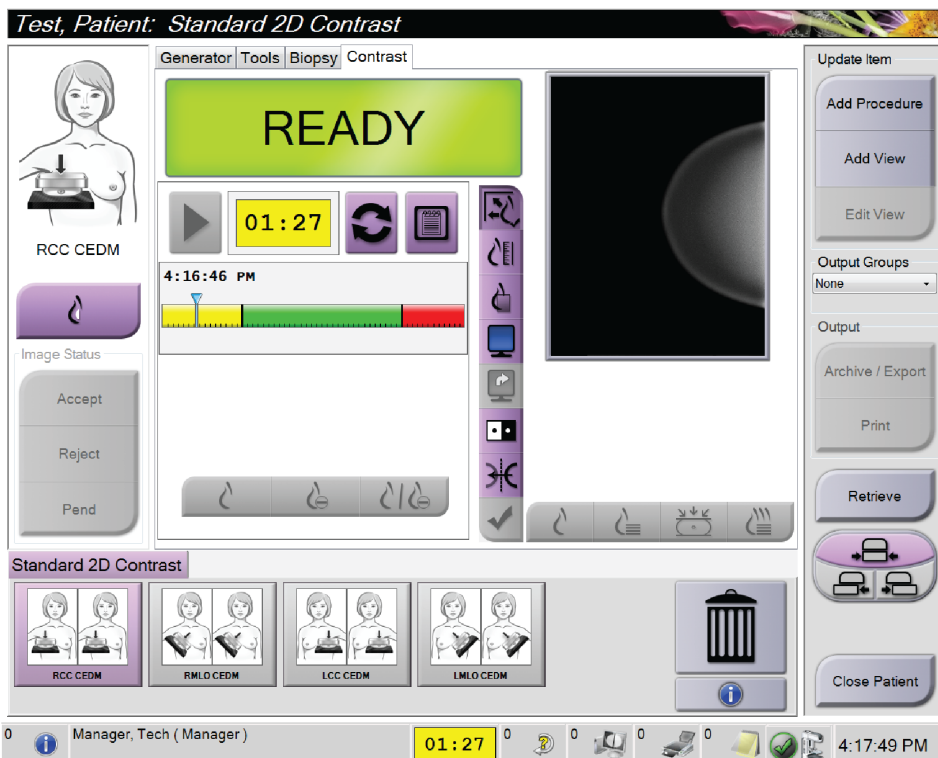 Test, Patient: Standard 2D Contrast
Generator Tools Biopsy Contrast
READY
01:27
4:16:46 PM
RCC CEDM
Image Status
Accept
Reject
Pend
Update Item
Add Procedure
Add View
Edit View
Output Groups
None
Output
Archive / Export
Print
Retrieve
Close Patient
Standard 2D Contrast
RCC CEDM
RMLO CEDM
LCC CEDM
LMLO CEDM
0 Manager, Tech ( Manager ) 01:27 0 0 0 0 4:17:49 PM